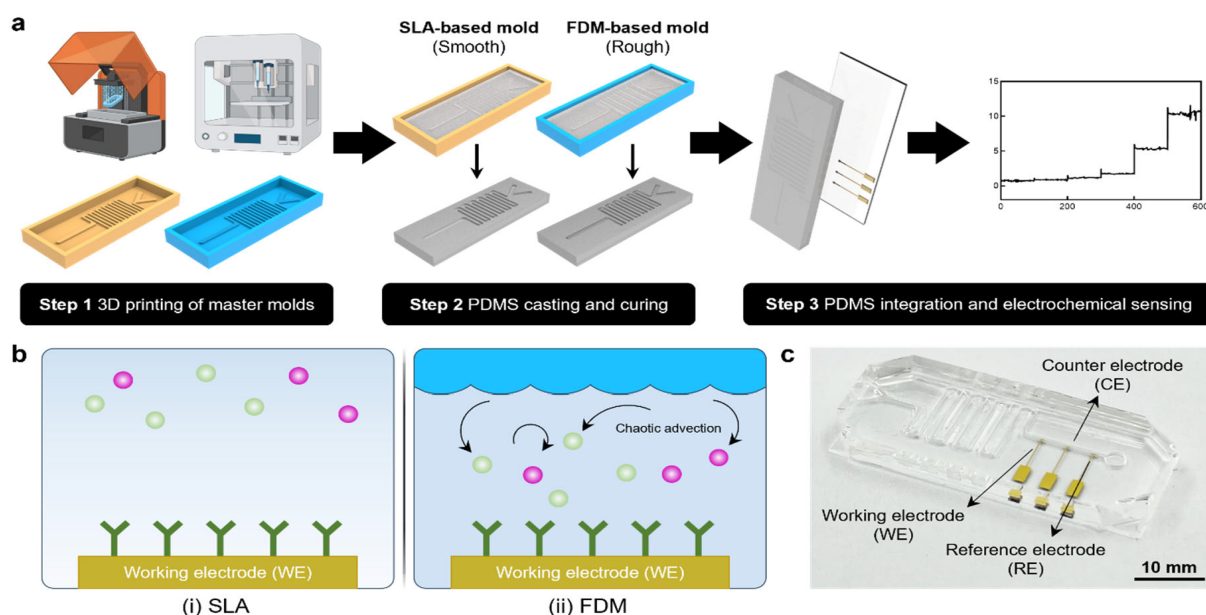 a
SLA-based mold
(Smooth)
FDM-based mold
(Rough)
15
10
5
0
0
200
400
600
Step 1 3D printing of master molds
Step 2 PDMS casting and curing
Step 3 PDMS integration and electrochemical sensing
b
Chaotic advection
Working electrode (WE)
Working electrode (WE)
(i) SLA
(ii) FDM
c
Counter electrode
(CE)
Working electrode
(WE)
Reference electrode
(RE)
10 mm